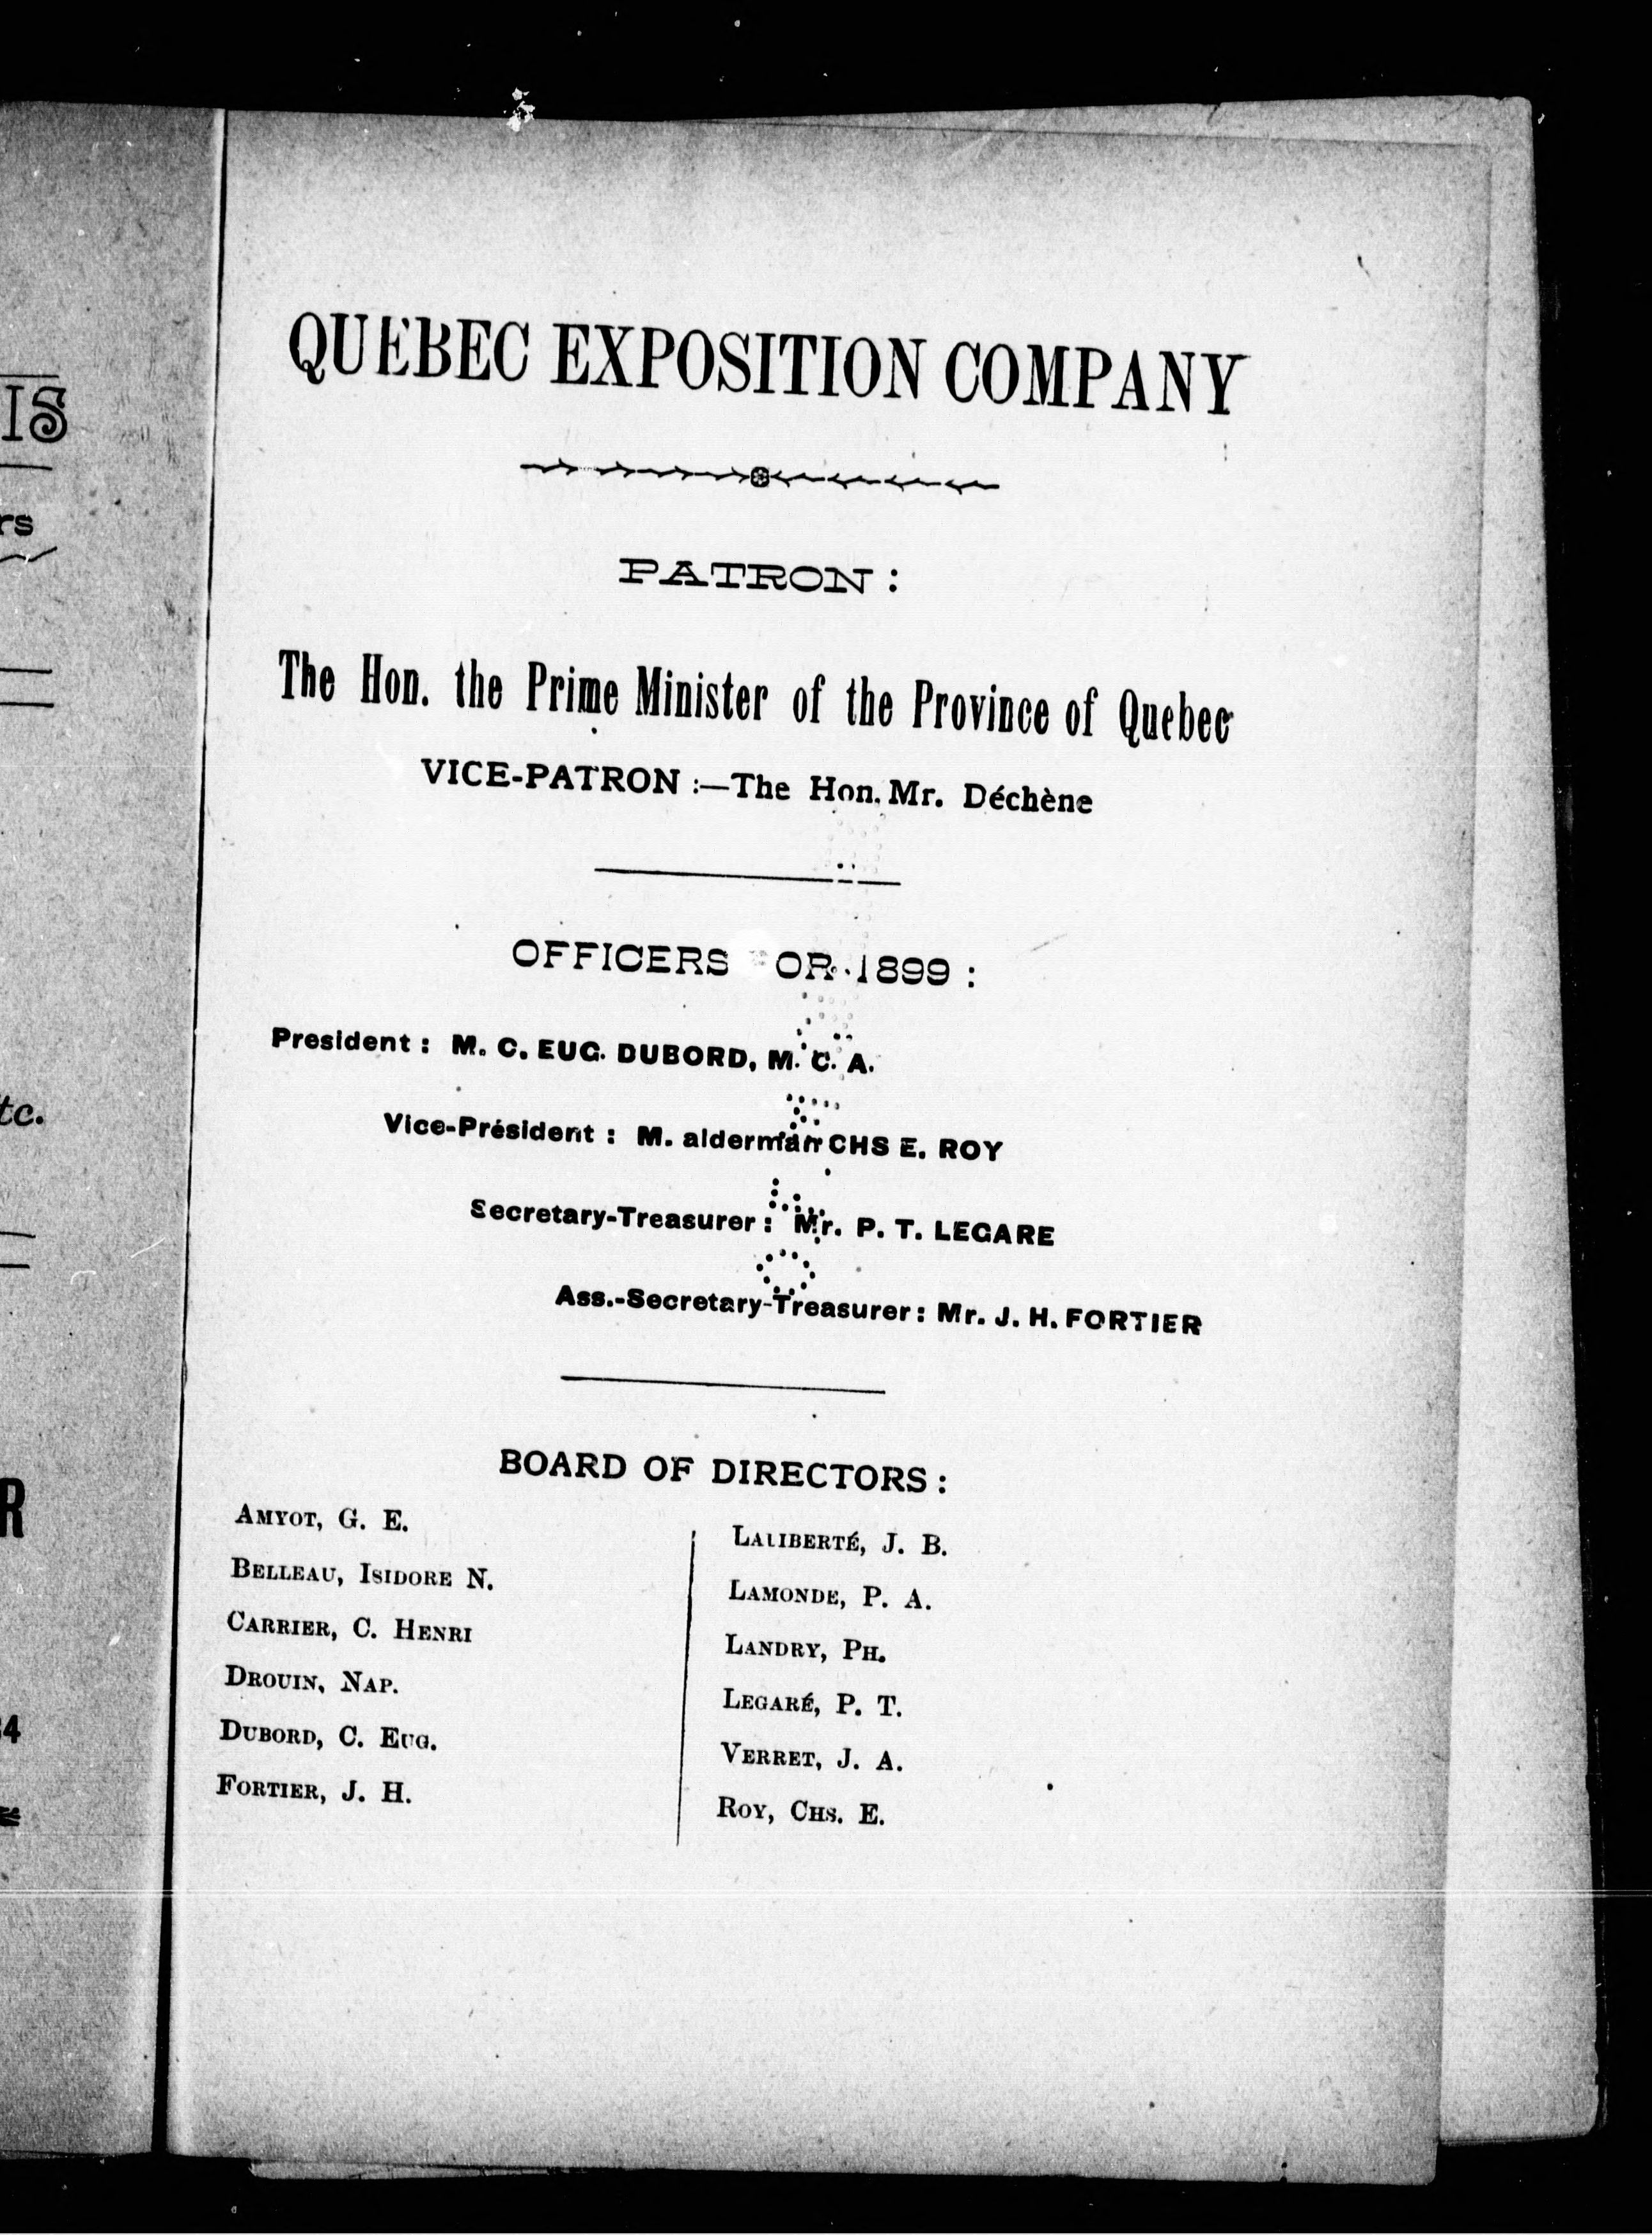 QUEBEC EXPOSITION COMPANY
PATRON :
The Hon. the Prime Minister of the Province of Quebec
VICE-PATRON :—The Hon. Mr. Déchène
OFFICERS FOR 1899 :
President : M. C. EUG. DUBORD, M. C. A.
Vice-Président : M. alderman CHS E. ROY
Secretary-Treasurer : Mr. P. T. LEGARE
Ass.-Secretary-Treasurer : Mr. J. H. FORTIER
BOARD OF DIRECTORS :
AMYOT, G. E.
BELLEAU, ISIDORE N.
CARRIER, C. HENRI
DROUIN, NAP.
DUBORD, C. EUG.
FORTIER, J. H.
LALIBERTÉ, J. B.
LAMONDE, P. A.
LANDRY, PH.
LEGARÉ, P. T.
VERRET, J. A.
ROY, CHS. E.